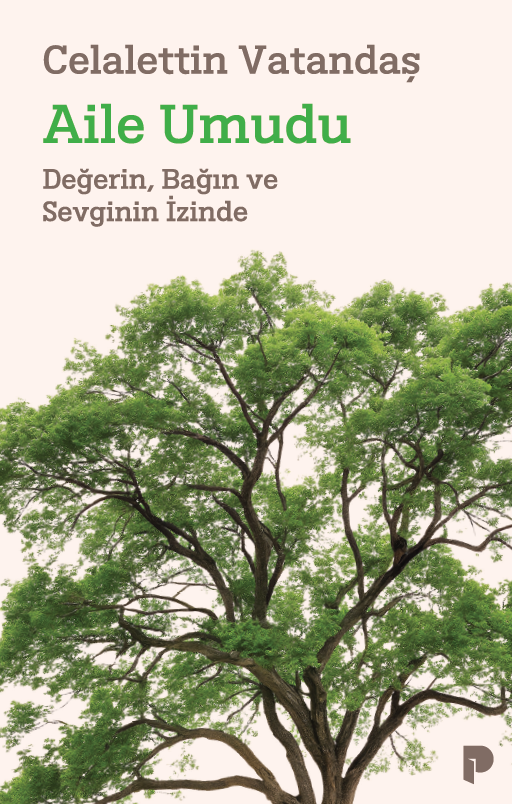 Celalettin Vatandaş
Aile Umudu
Değerin, Bağın ve
Sevginin İzinde